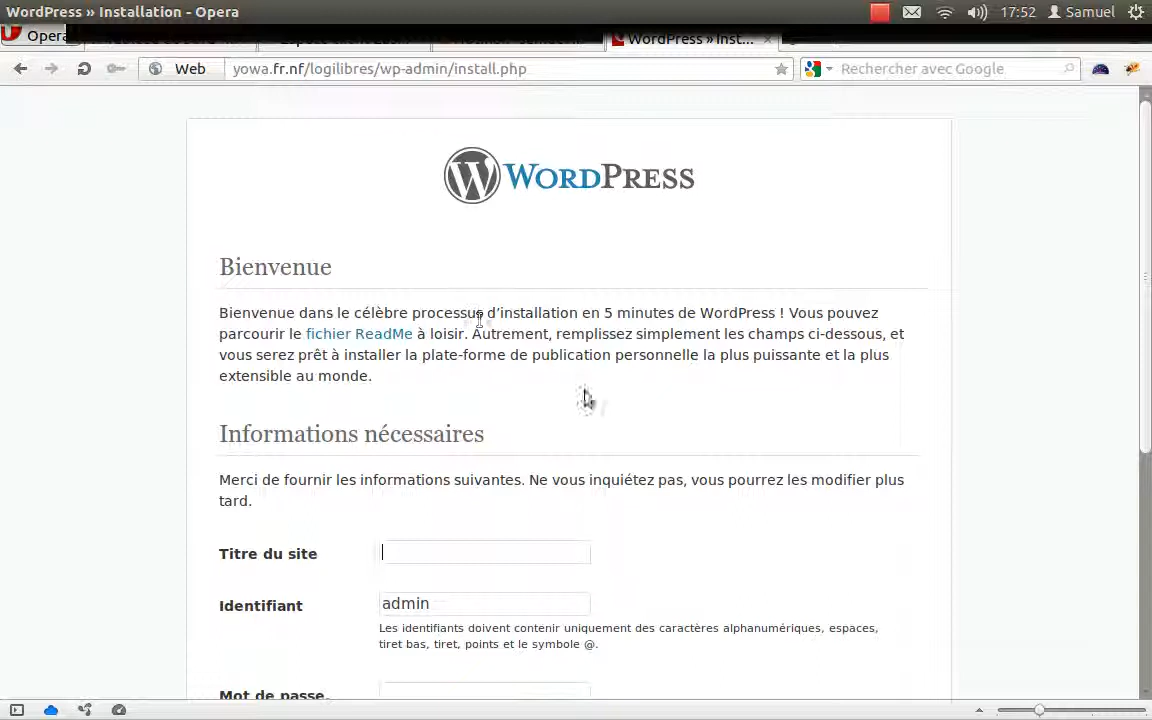 WordPress » Installation - Opera
17:52 Samuel
Opera
WordPress » Inst...
Web yowa.fr.nf/logilibres/wp-admin/install.php Rechercher avec Google
WORDPRESS
Bienvenue
Bienvenue dans le célèbre processus d’installation en 5 minutes de WordPress ! Vous pouvez
parcourir le fichier ReadMe à loisir. Autrement, remplissez simplement les champs ci-dessous, et
vous serez prêt à installer la plate-forme de publication personnelle la plus puissante et la plus
extensible au monde.
Informations nécessaires
Merci de fournir les informations suivantes. Ne vous inquiétez pas, vous pourrez les modifier plus
tard.
Titre du site
Identifiant admin
Les identifiants doivent contenir uniquement des caractères alphanumériques, espaces,
tiret bas, tiret, points et le symbole @.
Mot de passe,